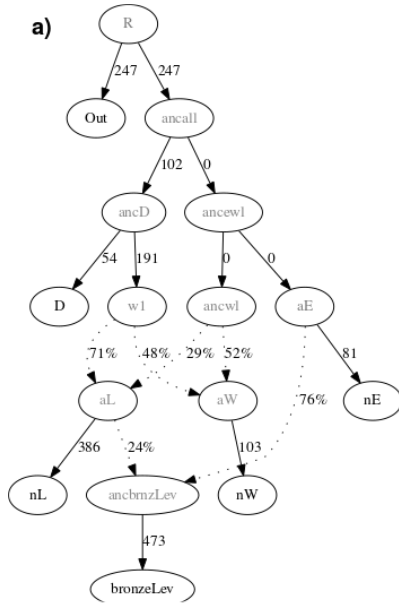 a)
R
247 247
Out ancall
102 0
ancD ancewl
54 191 0 0
D w1 ancwl aE
71% 48% 29% 52% 76% 81
aL aW nE
386 24% 103
nL ancbrnzLev nW
473
bronzeLev